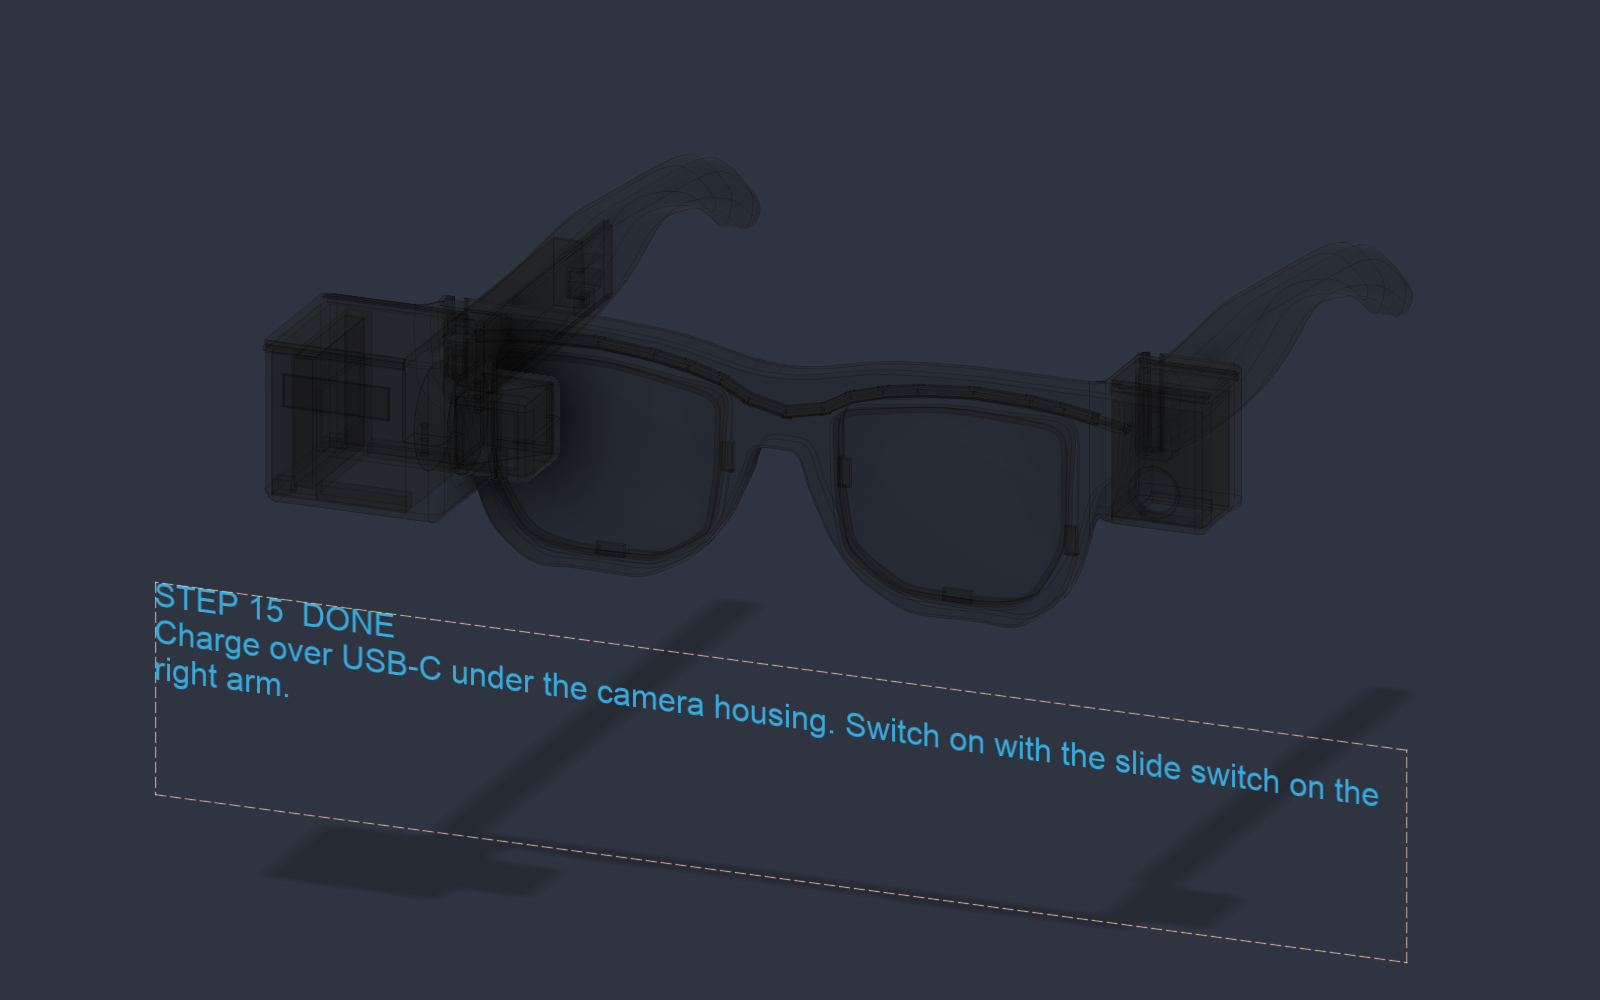 STEP 15  DONE
Charge over USB-C under the camera housing. Switch on with the slide switch on the
right arm.